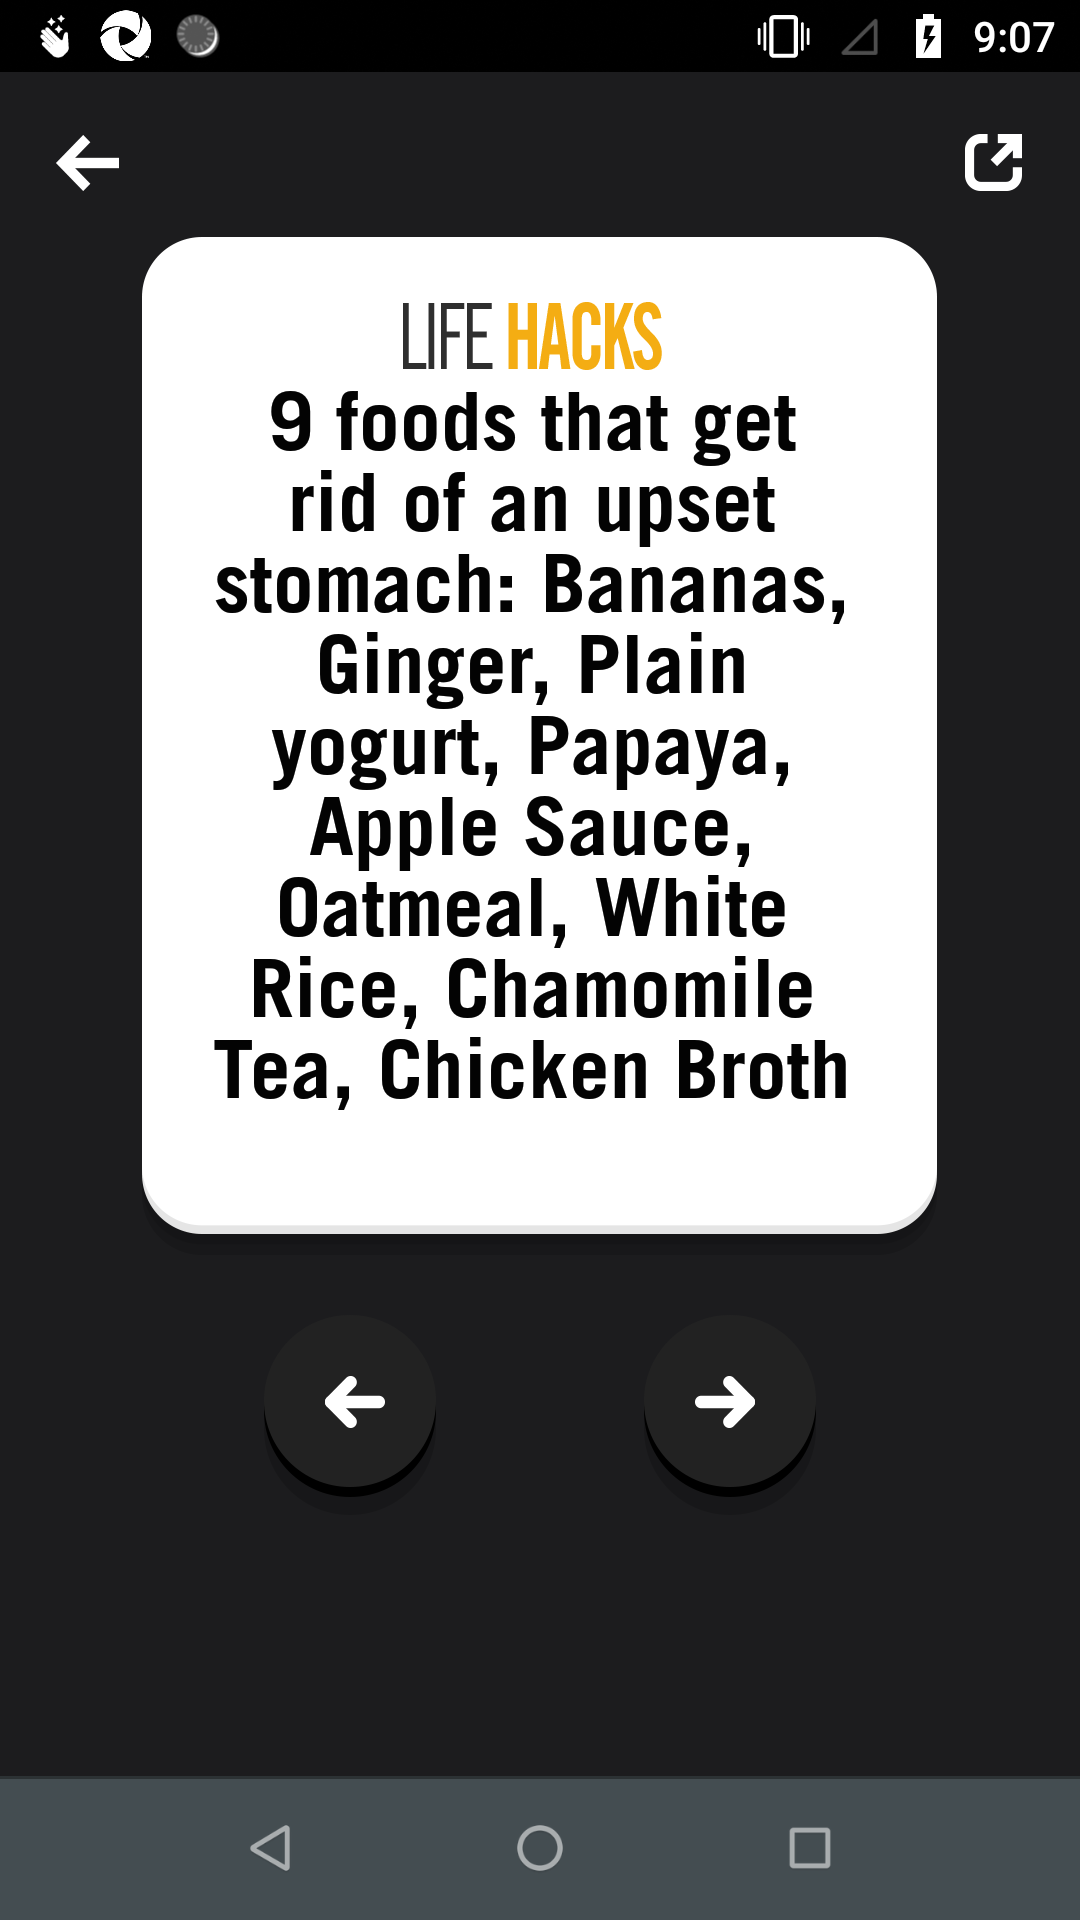 9:07
LIFE HACKS
9 foods that get
rid of an upset
stomach: Bananas,
Ginger, Plain
yogurt, Papaya,
Apple Sauce,
Oatmeal, White
Rice, Chamomile
Tea, Chicken Broth